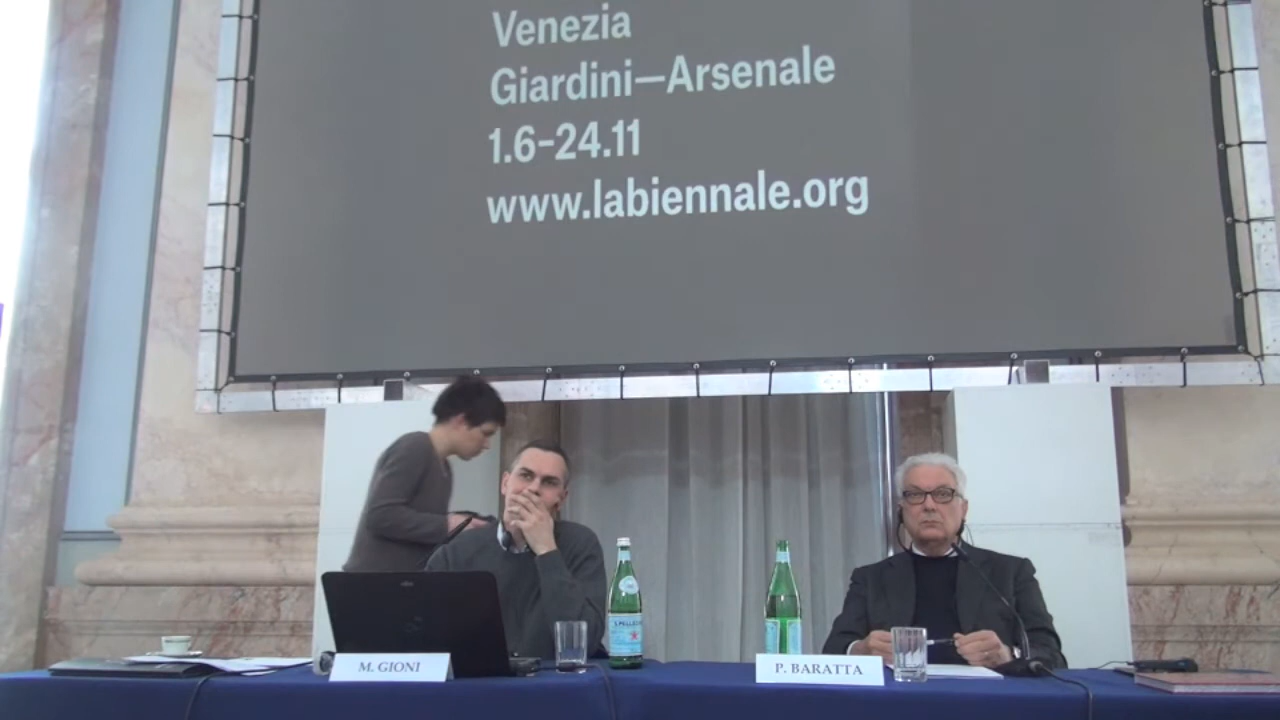 Venezia
Giardini—Arsenale
1.6–24.11
www.labiennale.org
S.PELLEGRINO
M. GIONI
P. BARATTA